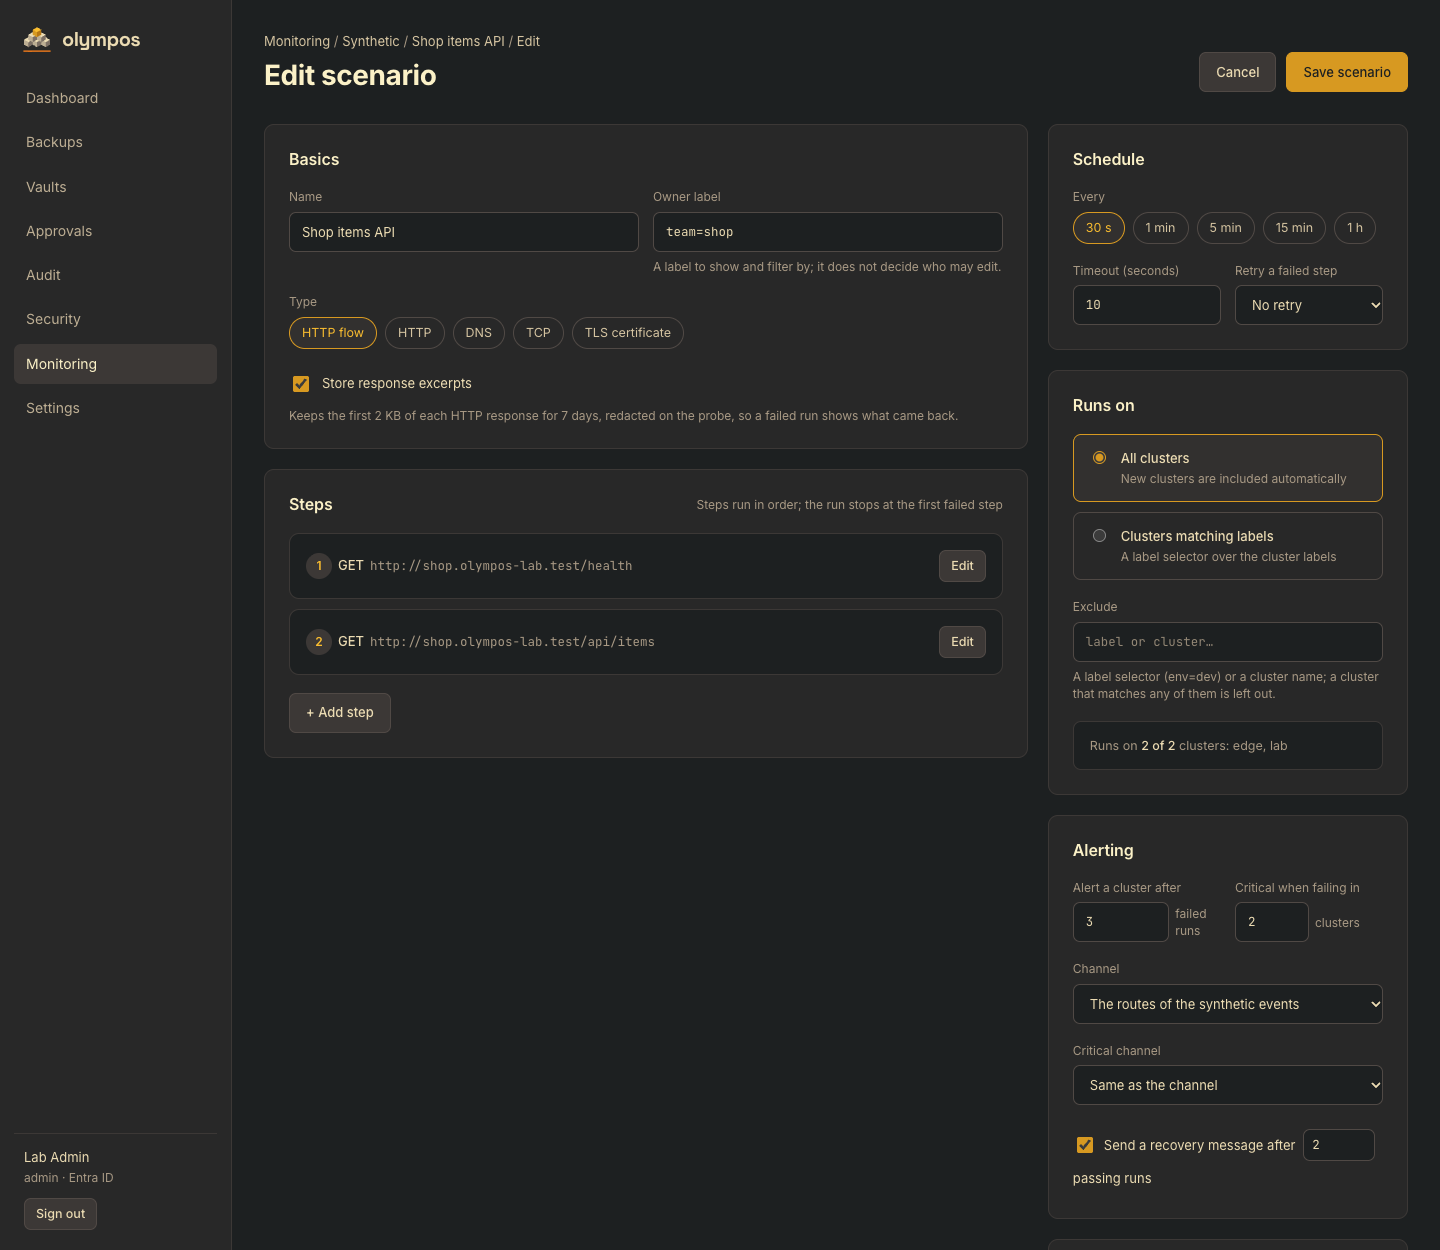 olympos
Dashboard
Backups
Vaults
Approvals
Audit
Security
Monitoring
Settings
Lab Admin
admin · Entra ID
Sign out
Monitoring / Synthetic / Shop items API / Edit
Edit scenario
Cancel
Save scenario
Basics
Name
Owner label
Shop items API
team=shop
A label to show and filter by; it does not decide who may edit.
Type
HTTP flow
HTTP
DNS
TCP
TLS certificate
Store response excerpts
Keeps the first 2 KB of each HTTP response for 7 days, redacted on the probe, so a failed run shows what came back.
Steps
Steps run in order; the run stops at the first failed step
1 GET http://shop.olympos-lab.test/health
Edit
2 GET http://shop.olympos-lab.test/api/items
Edit
+ Add step
Schedule
Every
30 s
1 min
5 min
15 min
1 h
Timeout (seconds)
Retry a failed step
10
No retry
Runs on
All clusters
New clusters are included automatically
Clusters matching labels
A label selector over the cluster labels
Exclude
label or cluster…
A label selector (env=dev) or a cluster name; a cluster
that matches any of them is left out.
Runs on 2 of 2 clusters: edge, lab
Alerting
Alert a cluster after
Critical when failing in
3
failed
runs
2
clusters
Channel
The routes of the synthetic events
Critical channel
Same as the channel
Send a recovery message after 2
passing runs